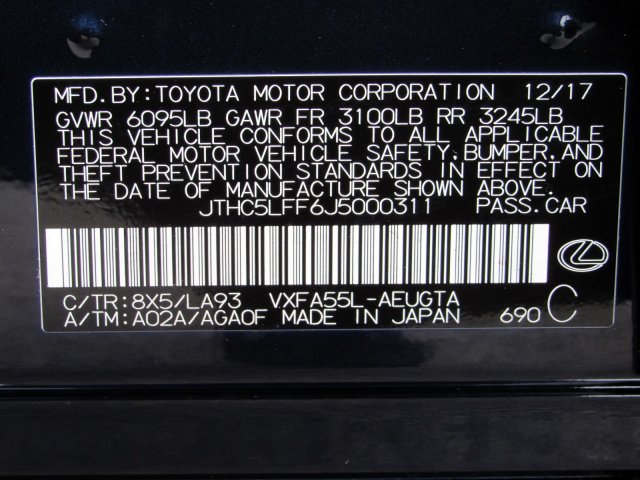 MFD.BY:TOYOTA MOTOR CORPORATION 12/17
GVWR 6095LB GAWR FR 3100LB RR 3245LB
THIS VEHICLE CONFORMS TO ALL APPLICABLE
FEDERAL MOTOR VEHICLE SAFETY,BUMPER,AND
THEFT PREVENTION STANDARDS IN EFFECT ON
THE DATE OF MANUFACTURE SHOWN ABOVE.
JTHC5LFF6J5000311 PASS.CAR
C/TR:8X5/LA93 VXFA55L-AEUGTA
A/TM:A02A/AGA0F MADE IN JAPAN 690 C